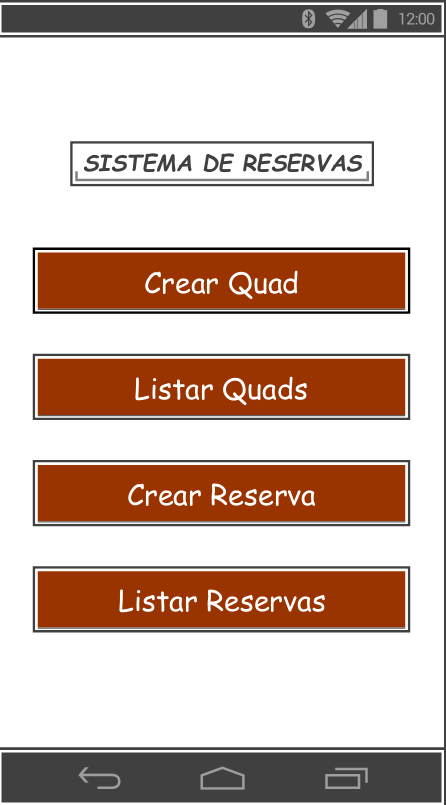 12:00
SISTEMA DE RESERVAS
Crear Quad
Listar Quads
Crear Reserva
Listar Reservas